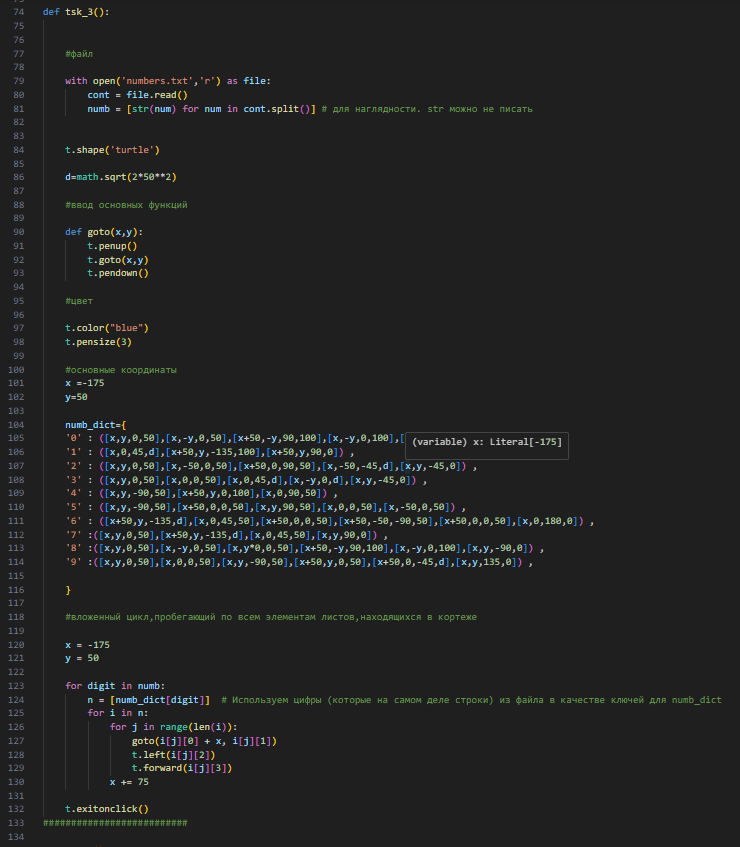 74 def tsk_3():
75
76
77 #файл
78
79 with open('numbers.txt','r') as file:
80 cont = file.read()
81 numb = [str(num) for num in cont.split()] # для наглядности. str можно не писать
82
83
84 t.shape('turtle')
85
86 d=math.sqrt(2*50**2)
87
88 #ввод основных функций
89
90 def goto(x,y):
91 t.penup()
92 t.goto(x,y)
93 t.pendown()
94
95 #цвет
96
97 t.color("blue")
98 t.pensize(3)
99
100 #основные координаты
101 x =-175
102 y=50
103
104 numb_dict={
105 '0' : ([x,y,0,50],[x,-y,0,50],[x+50,-y,90,100],[x,-y,0,100],[
(variable) x: Literal[-175]
106 '1' : ([x,0,45,d],[x+50,y,-135,100],[x+50,y,90,0]) ,
107 '2' : ([x,y,0,50],[x,-50,0,50],[x+50,0,90,50],[x,-50,-45,d],[x,y,-45,0]) ,
108 '3' : ([x,y,0,50],[x,0,0,50],[x,0,45,d],[x,-y,0,d],[x,y,-45,0]) ,
109 '4' : ([x,y,-90,50],[x+50,y,0,100],[x,0,90,50]) ,
110 '5' : ([x,y,-90,50],[x+50,0,0,50],[x,y,90,50],[x,0,0,50],[x,-50,0,50]) ,
111 '6' : ([x+50,y,-135,d],[x,0,45,50],[x+50,0,0,50],[x+50,-50,-90,50],[x+50,0,0,50],[x,0,180,0]) ,
112 '7' :([x,y,0,50],[x+50,y,-135,d],[x,0,45,50],[x,y,90,0]) ,
113 '8' :([x,y,0,50],[x,-y,0,50],[x,y*0,0,50],[x+50,-y,90,100],[x,-y,0,100],[x,y,-90,0]) ,
114 '9' :([x,y,0,50],[x,0,0,50],[x,y,-90,50],[x+50,y,0,50],[x+50,0,-45,d],[x,y,135,0]) ,
115
116 }
117
118 #вложенный цикл,пробегающий по всем элементам листов,находящихся в кортеже
119
120 x = -175
121 y = 50
122
123 for digit in numb:
124 n = [numb_dict[digit]] # Используем цифры (которые на самом деле строки) из файла в качестве ключей для numb_dict
125 for i in n:
126 for j in range(len(i)):
127 goto(i[j][0] + x, i[j][1])
128 t.left(i[j][2])
129 t.forward(i[j][3])
130 x += 75
131
132 t.exitonclick()
133 ##########################
134